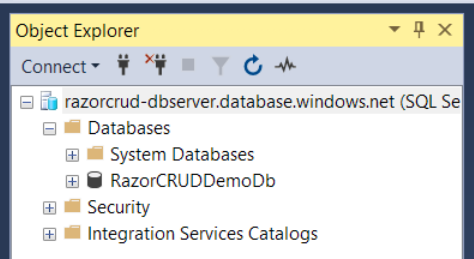 Object Explorer
Connect
razorcrud-dbserver.database.windows.net (SQL Se
Databases
System Databases
RazorCRUDDemoDb
Security
Integration Services Catalogs